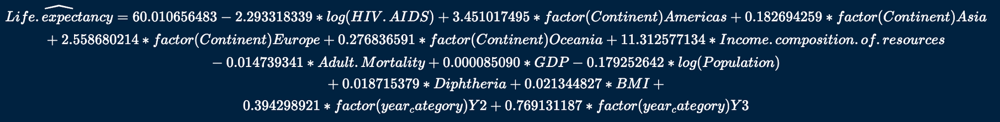 Life.expectancy = 60.010656483 − 2.293318339 * log(HIV.AIDS) + 3.451017495 * factor(Continent)Americas + 0.182694259 * factor(Continent)Asia
+ 2.558680214 * factor(Continent)Europe + 0.276836591 * factor(Continent)Oceania + 11.312577134 * Income.composition.of.resources
− 0.014739341 * Adult.Mortality + 0.000085090 * GDP − 0.179252642 * log(Population)
+ 0.018715379 * Diphtheria + 0.021344827 * BMI +
0.394298921 * factor(year_category)Y2 + 0.769131187 * factor(year_category)Y3